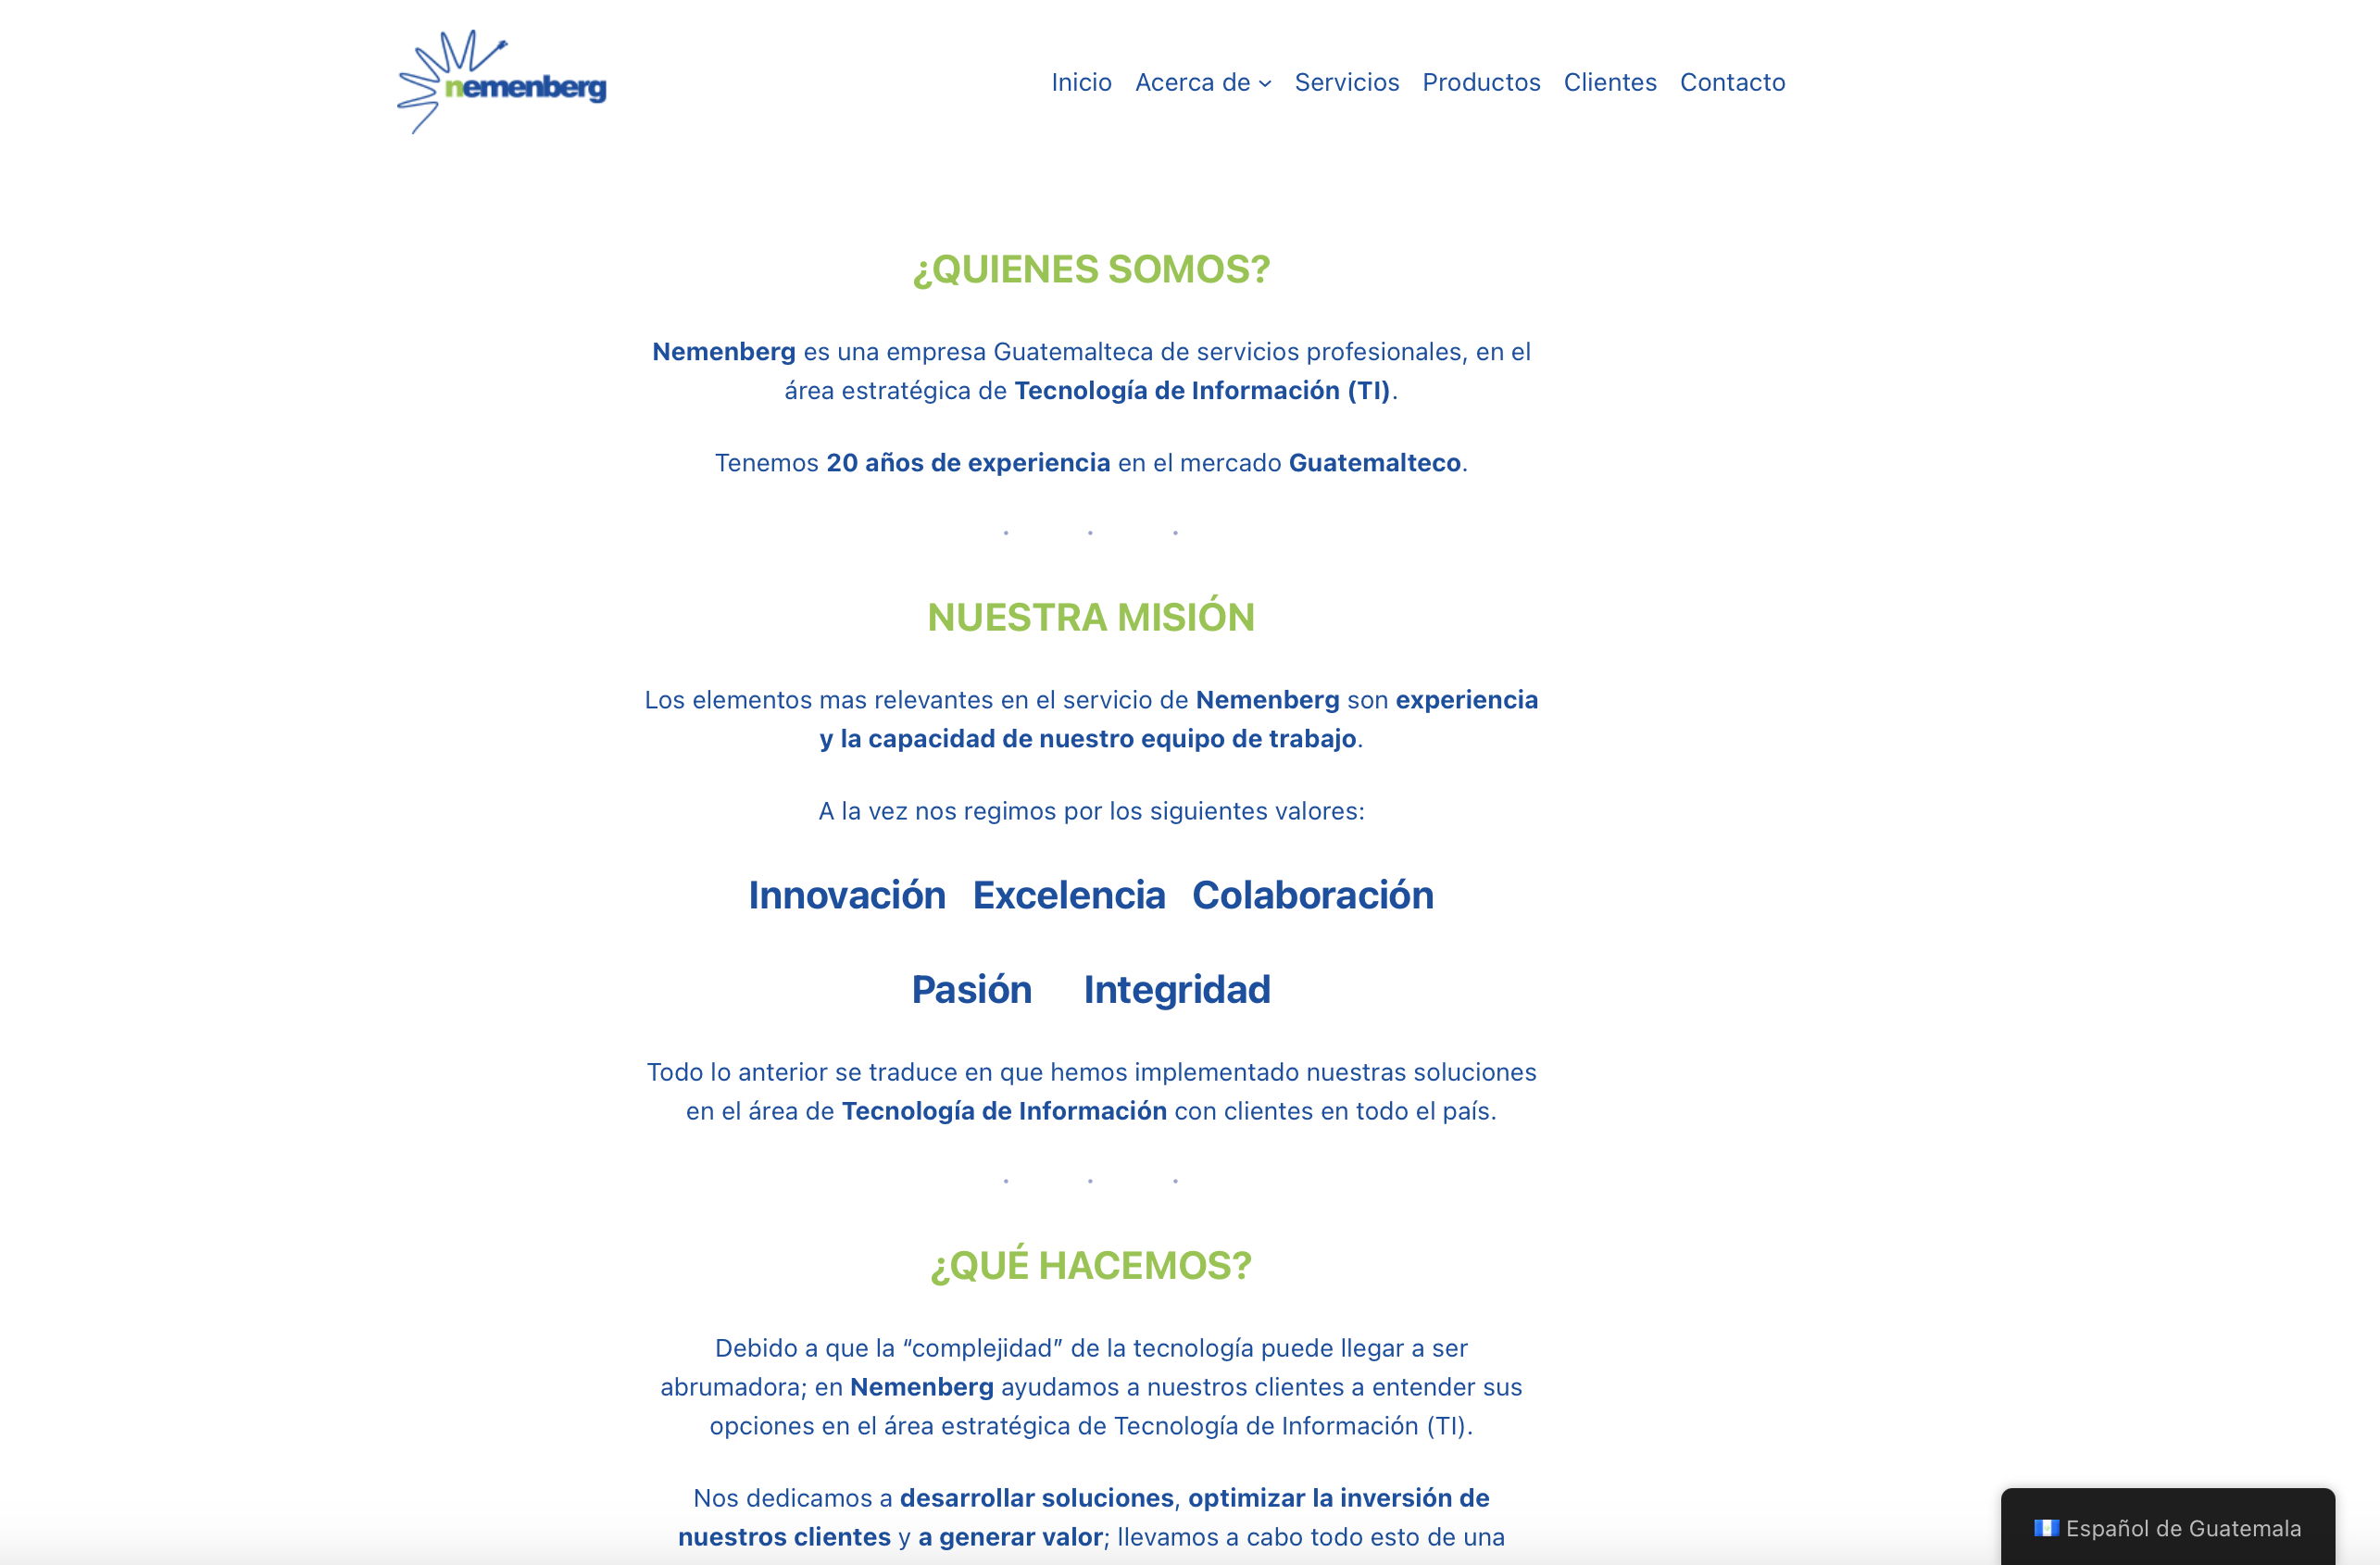 nemenberg
Inicio Acerca de Servicios Productos Clientes Contacto
¿QUIENES SOMOS?
Nemenberg es una empresa Guatemalteca de servicios profesionales, en el
área estratégica de Tecnología de Información (TI).
Tenemos 20 años de experiencia en el mercado Guatemalteco.
NUESTRA MISIÓN
Los elementos mas relevantes en el servicio de Nemenberg son experiencia
y la capacidad de nuestro equipo de trabajo.
A la vez nos regimos por los siguientes valores:
Innovación Excelencia Colaboración
Pasión Integridad
Todo lo anterior se traduce en que hemos implementado nuestras soluciones
en el área de Tecnología de Información con clientes en todo el país.
¿QUÉ HACEMOS?
Debido a que la “complejidad” de la tecnología puede llegar a ser
abrumadora; en Nemenberg ayudamos a nuestros clientes a entender sus
opciones en el área estratégica de Tecnología de Información (TI).
Nos dedicamos a desarrollar soluciones, optimizar la inversión de
nuestros clientes y a generar valor; llevamos a cabo todo esto de una
Español de Guatemala